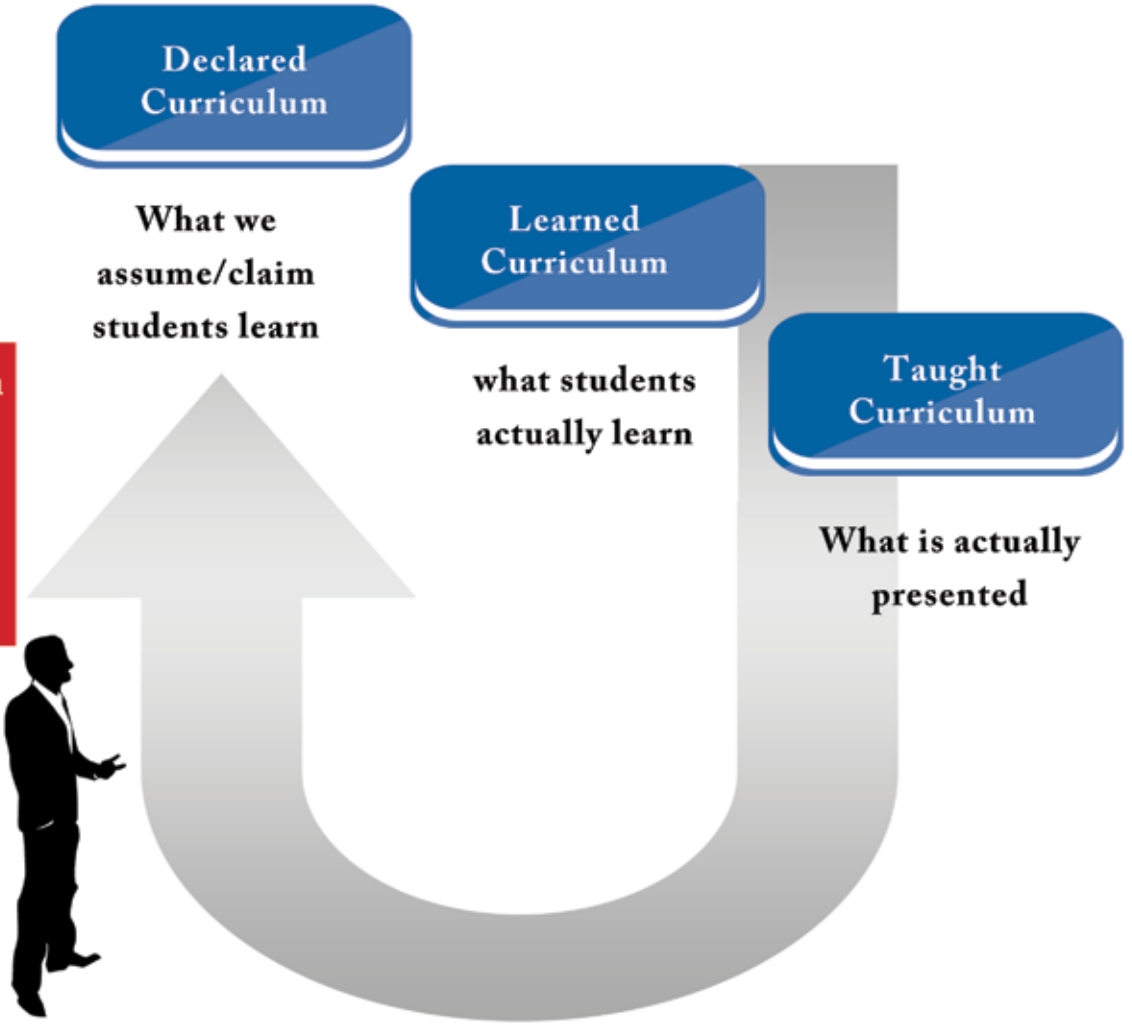 Declared
Curriculum
What we
assume/claim
students learn
Learned
Curriculum
what students
actually learn
Taught
Curriculum
What is actually
presented